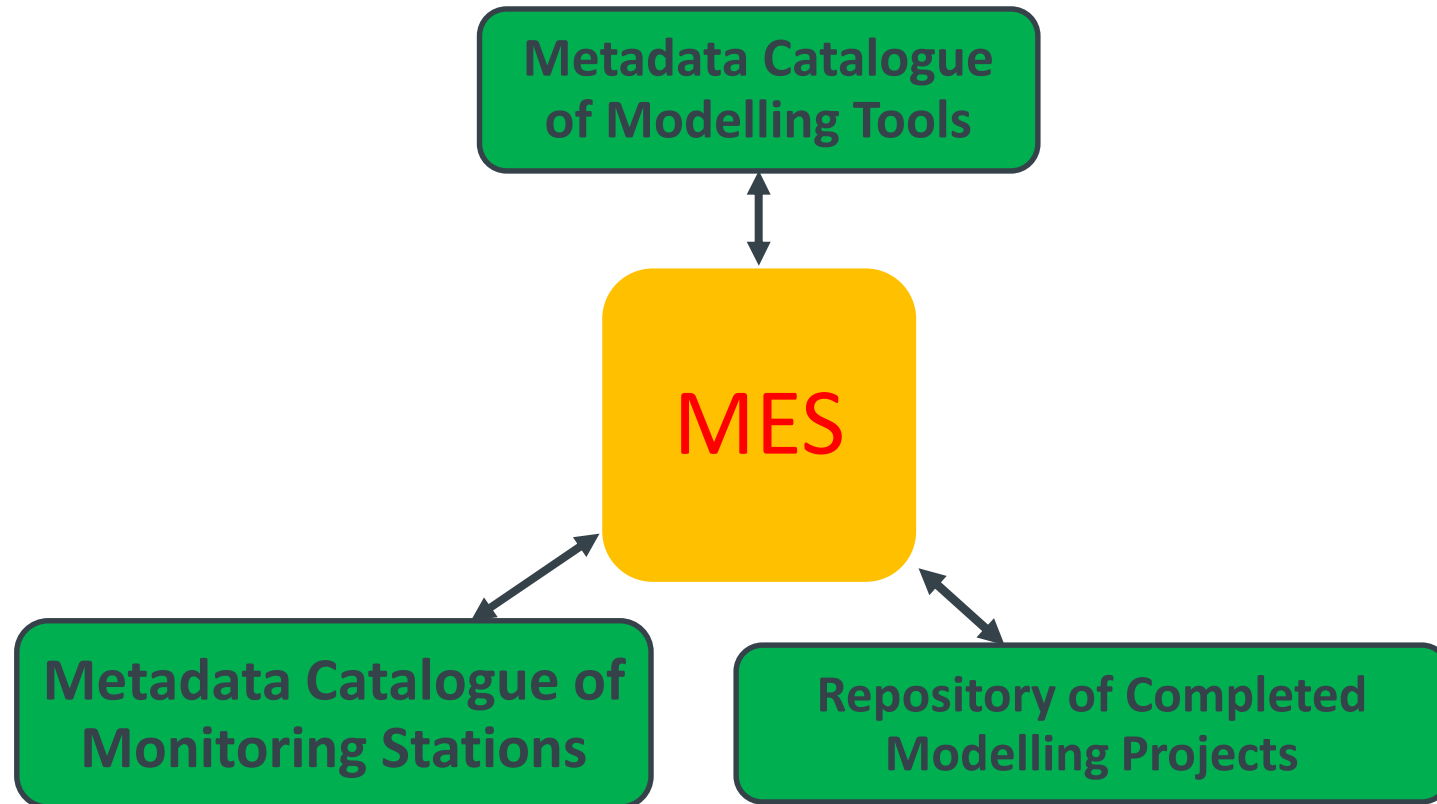 Metadata Catalogue
of Modelling Tools
MES
Metadata Catalogue of
Monitoring Stations
Repository of Completed
Modelling Projects